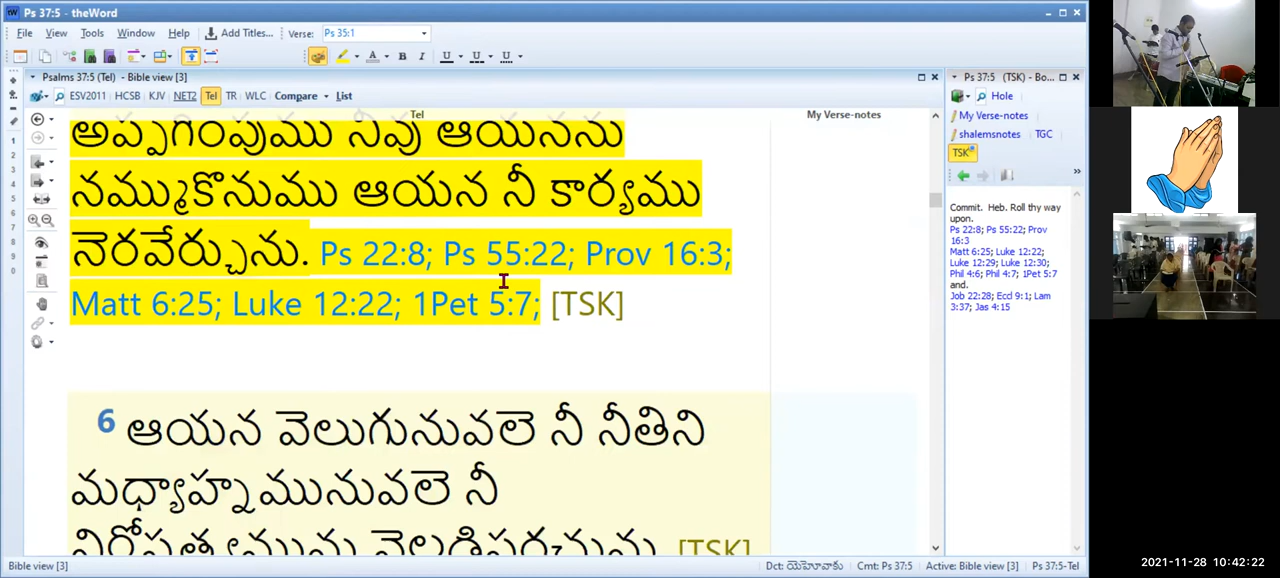 Ps 37:5 - theWord
File View Tools Window Help Add Titles... Verse: Ps 35:1
Psalms 37:5 (Tel) - Bible view [3]
ESV2011 HCSB KJV NET2 Tel TR WLC Compare List
Tel
My Verse-notes
అప్పగింపుము నీవు ఆయనను
నమ్ముకొనుము ఆయన నీ కార్యము
నెరవేర్చును. Ps 22:8; Ps 55:22; Prov 16:3;
Matt 6:25; Luke 12:22; 1Pet 5:7; [TSK]
6 ఆయన వెలుగునువలె నీ నీతిని
మధ్యాహ్నమునువలె నీ
నిర్దోషత్వమును వెల్లడిపరచును. [TSK]
Ps 37:5 (TSK) - Bo...
Hole
My Verse-notes
shalemsnotes TGC
TSK
Commit. Heb. Roll thy way
upon.
Ps 22:8; Ps 55:22; Prov
16:3
Matt 6:25; Luke 12:22;
Luke 12:29; Luke 12:30;
Phil 4:6; Phil 4:7; 1Pet 5:7
and.
Job 22:28; Eccl 9:1; Lam
3:37; Jas 4:15
Bible view [3]
Dct: యెహోవాకు Cmt: Ps 37:5 Active: Bible view [3] Ps 37:5-Tel
2021-11-28 10:42:22